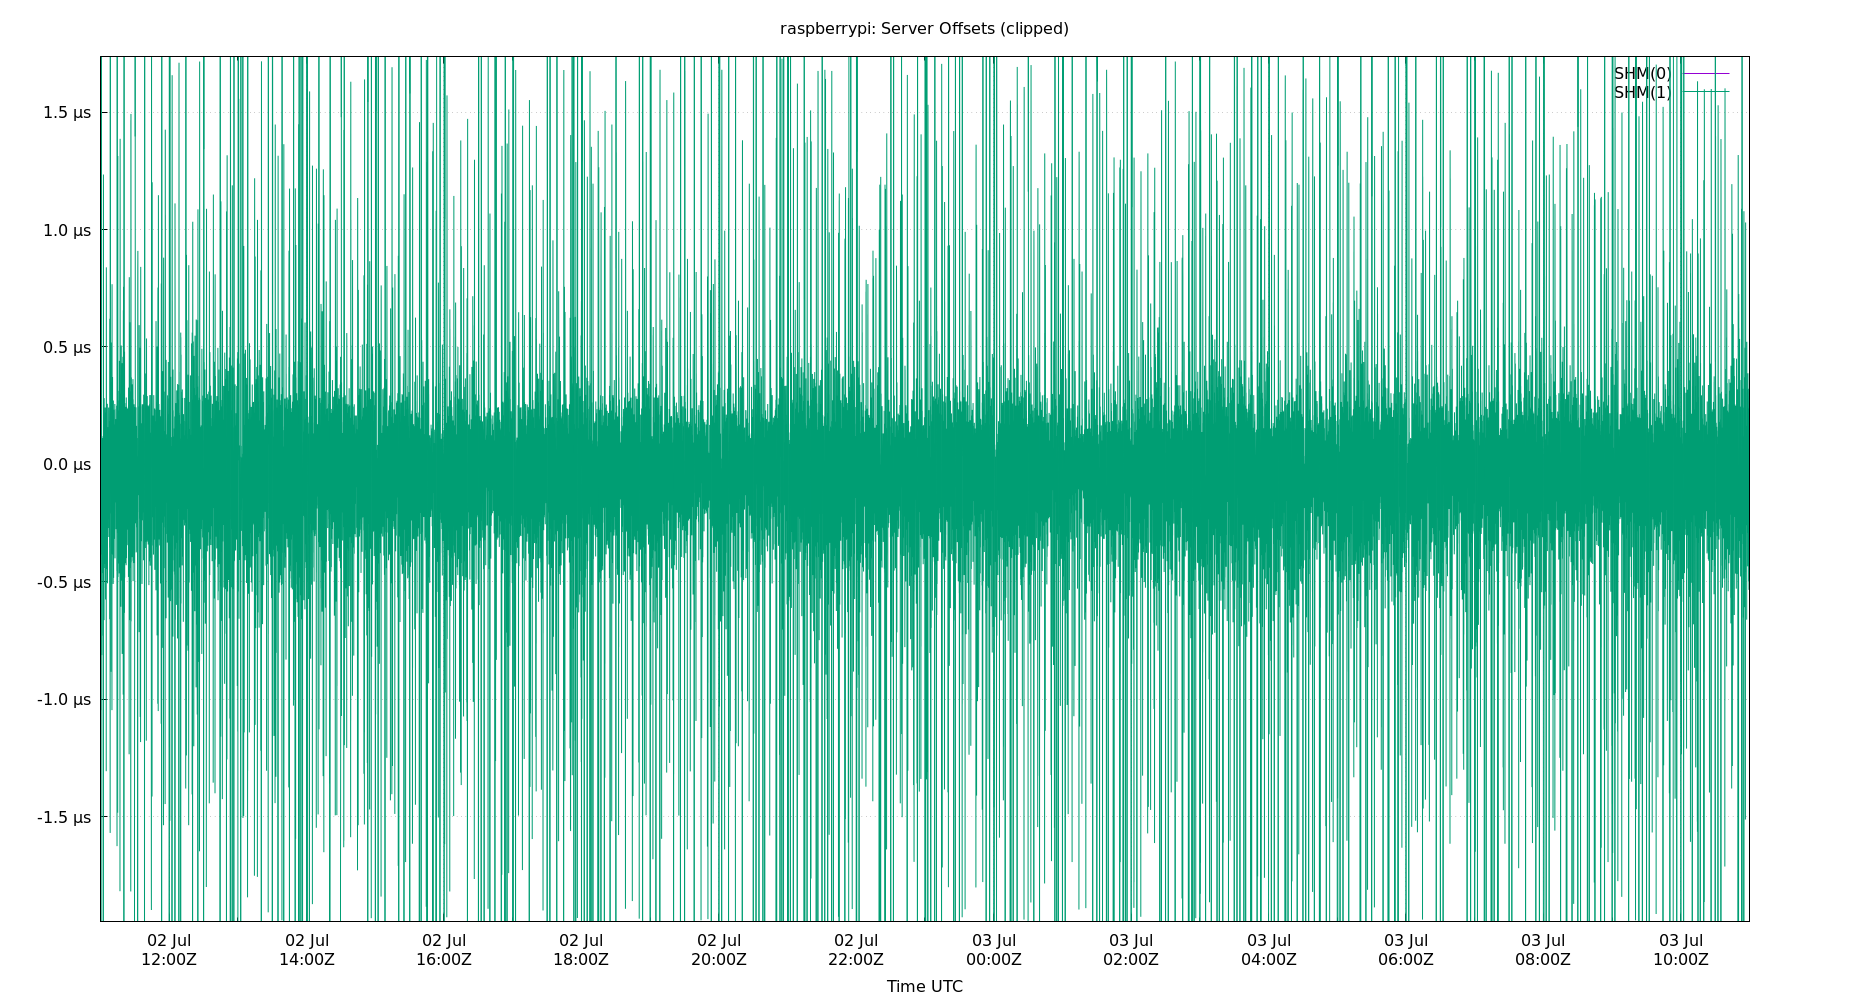 raspberrypi: Server Offsets (clipped)
SHM(0)
SHM(1)
1.5 µs
1.0 µs
0.5 µs
0.0 µs
-0.5 µs
-1.0 µs
-1.5 µs
02 Jul 02 Jul 02 Jul 02 Jul 02 Jul 02 Jul 03 Jul 03 Jul 03 Jul 03 Jul 03 Jul 03 Jul
12:00Z 14:00Z 16:00Z 18:00Z 20:00Z 22:00Z 00:00Z 02:00Z 04:00Z 06:00Z 08:00Z 10:00Z
Time UTC